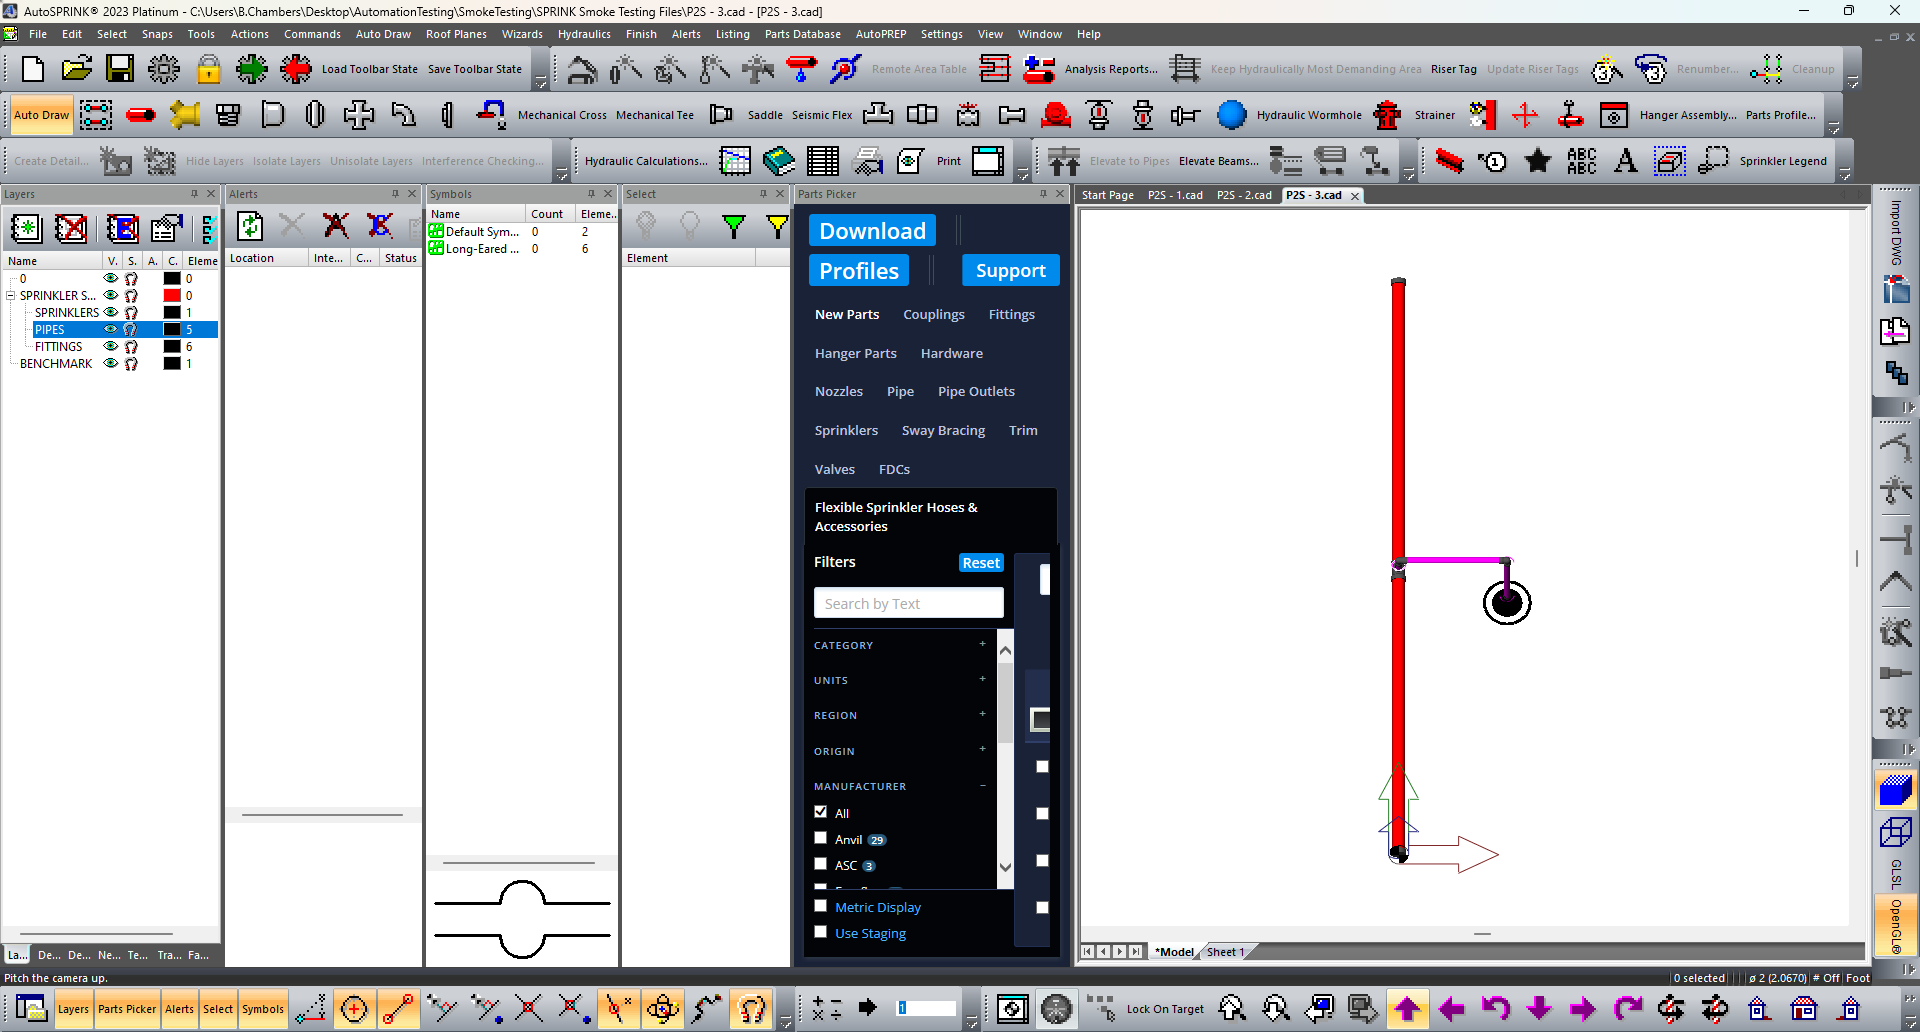 AutoSPRINK® 2023 Platinum - C:\Users\B.Chambers\Desktop\AutomationTesting\SmokeTesting\SPRINK Smoke Testing Files\P2S - 3.cad - [P2S - 3.cad]
File Edit Select Snaps Tools Actions Commands Auto Draw Roof Planes Wizards Hydraulics Finish Alerts Listing Parts Database AutoPREP Settings View Window Help
Load Toolbar State Save Toolbar State Remote Area Table Analysis Reports... Keep Hydraulically Most Demanding Area Riser Tag Update Riser Tags Renumber... Cleanup
Auto Draw Mechanical Cross Mechanical Tee Saddle Seismic Flex Hydraulic Wormhole Strainer Hanger Assembly... Parts Profile...
Create Detail... Hide Layers Isolate Layers Unisolate Layers Interference Checking... Hydraulic Calculations... Print Elevate to Pipes Elevate Beams... ABC ABC A Sprinkler Legend
Layers
Name V. S. A. C. Eleme
0 0
SPRINKLER S... 0
SPRINKLERS 1
PIPES 5
FITTINGS 6
BENCHMARK 1
La... De... De... Ne... Te... Tra... Fa...
Alerts
Location Inte... C... Status
Symbols
Name Count Eleme...
Default Sym... 0 2
Long-Eared ... 0 6
Select
Element
Parts Picker
Download
Profiles Support
New Parts Couplings Fittings
Hanger Parts Hardware
Nozzles Pipe Pipe Outlets
Sprinklers Sway Bracing Trim
Valves FDCs
Flexible Sprinkler Hoses &
Accessories
Filters Reset
Search by Text
CATEGORY +
UNITS +
REGION +
ORIGIN +
MANUFACTURER −
All
Anvil 29
ASC 3
Metric Display
Use Staging
Start Page P2S - 1.cad P2S - 2.cad P2S - 3.cad
*Model Sheet 1
Import DWG
GLSL
OpenGL®
Pitch the camera up. 0 selected ø 2 (2.0670) # Off Foot
Layers Parts Picker Alerts Select Symbols 1 Lock On Target